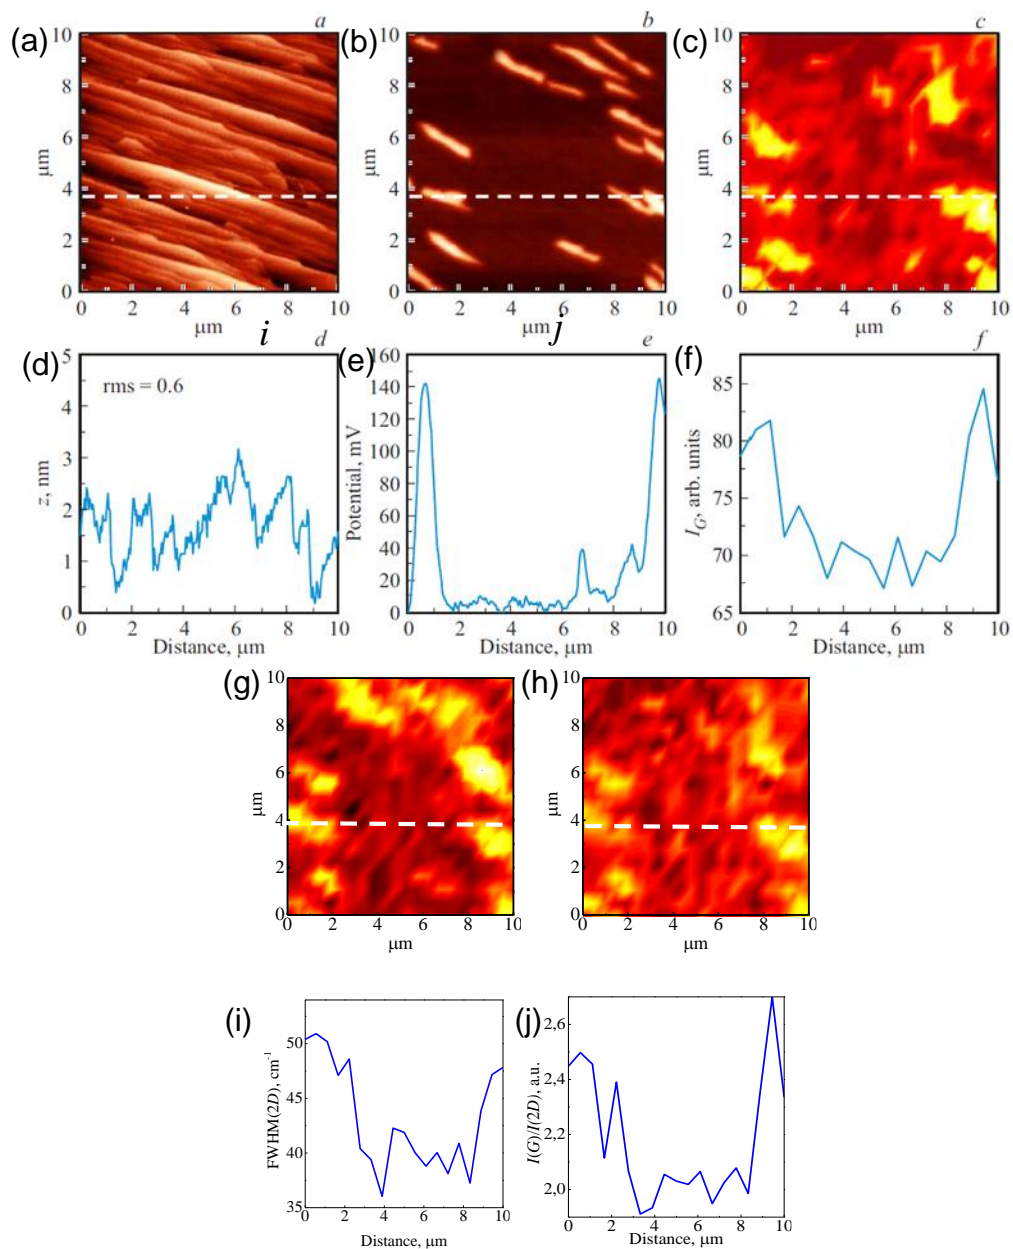 (a) a
10
8
6
4
2
0
μm
0 2 4 6 8 10
μm
(b) b
10
8
6
4
2
0
μm
0 2 4 6 8 10
μm
(c) c
10
8
6
4
2
0
μm
0 2 4 6 8 10
μm
i
j
(d) d
5
4
3
2
1
0
z, nm
rms = 0.6
0 2 4 6 8 10
Distance, μm
(e) e
160
140
120
100
80
60
40
20
0
Potential, mV
0 2 4 6 8 10
Distance, μm
(f) f
80
75
70
65
I_G, arb. units
0 2 4 6 8 10
Distance, μm
(g)
10
8
6
4
2
0
μm
0 2 4 6 8 10
μm
(h)
10
8
6
4
2
0
μm
0 2 4 6 8 10
μm
(i)
50
45
40
35
FWHM(2D), cm⁻¹
0 2 4 6 8 10
Distance, μm
(j)
2,6
2,4
2,2
2,0
I(G)/I(2D), a.u.
0 2 4 6 8 10
Distance, μm